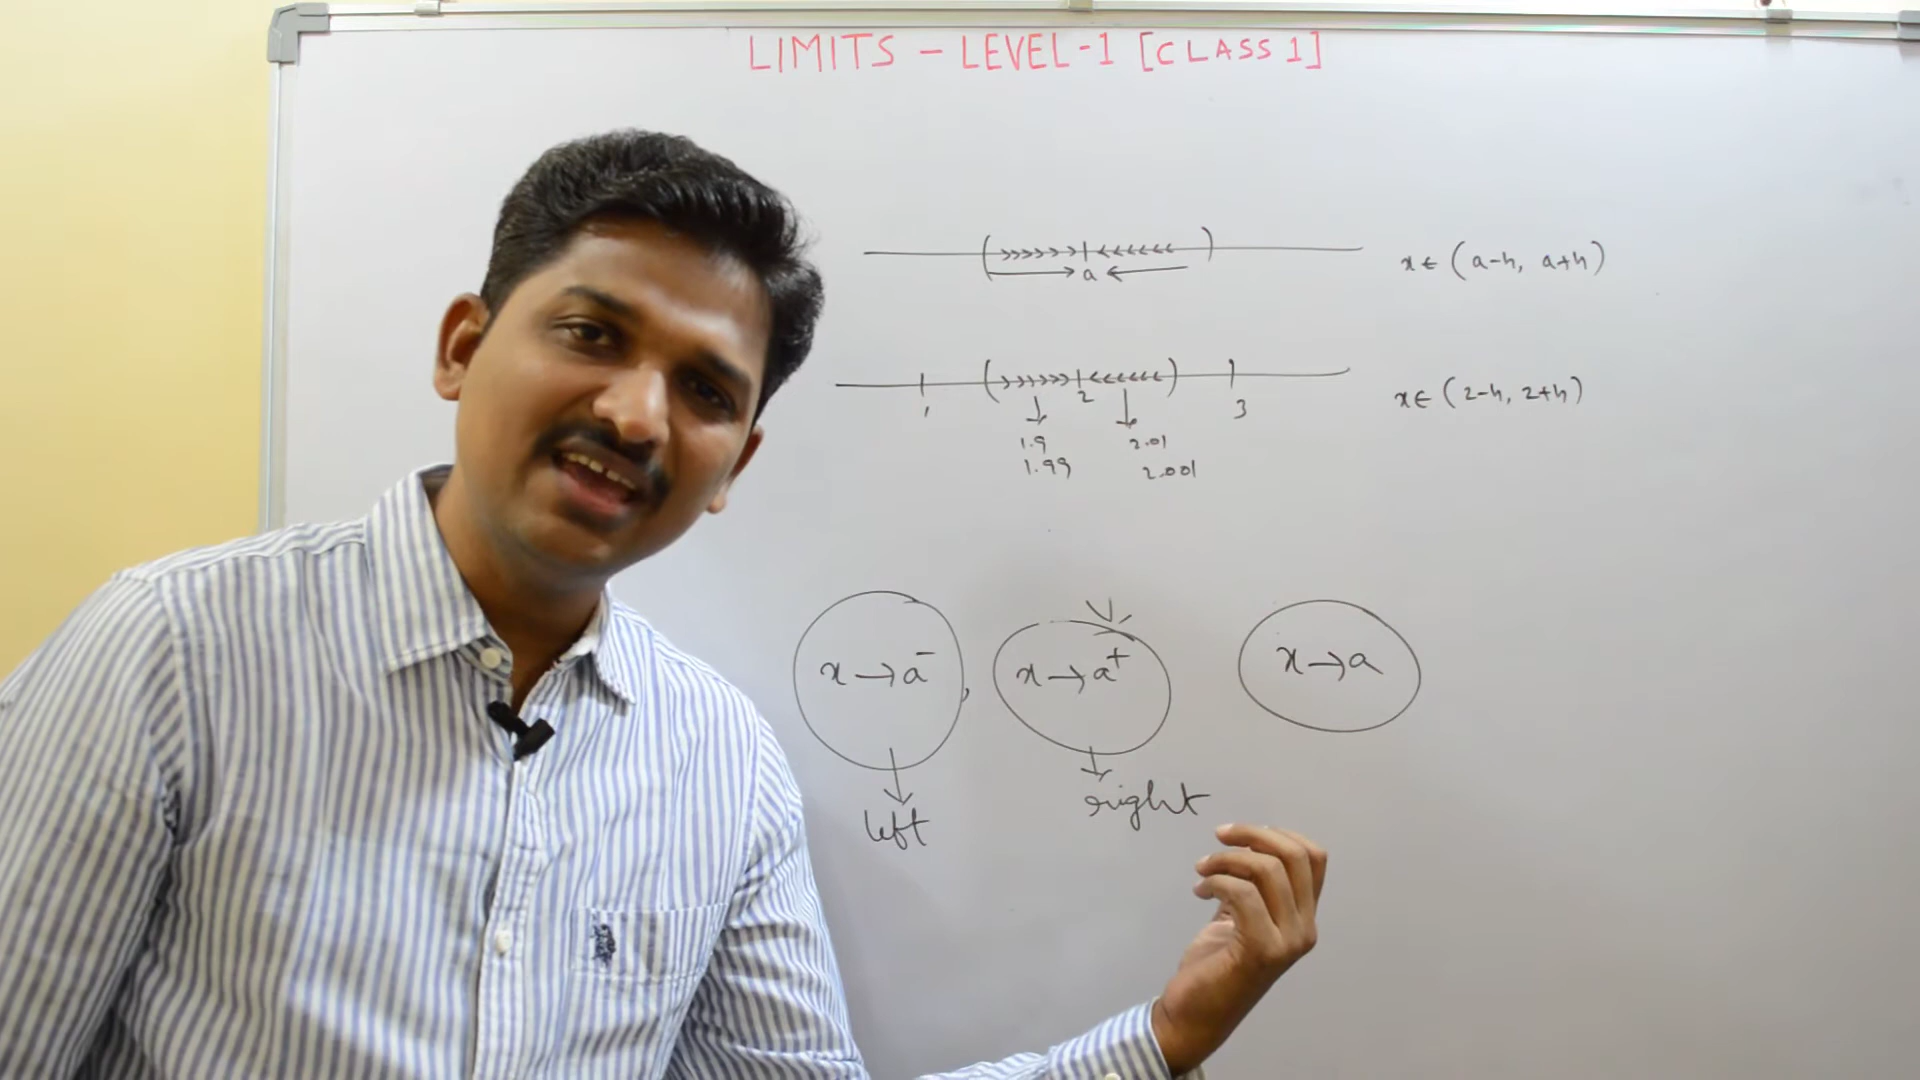 LIMITS – LEVEL-1 [CLASS 1]
a
x ∈ (a-h, a+h)
1 2 3
x ∈ (2-h, 2+h)
1.9 2.01
1.99 2.001
x→a⁻, x→a⁺ x→a
left right